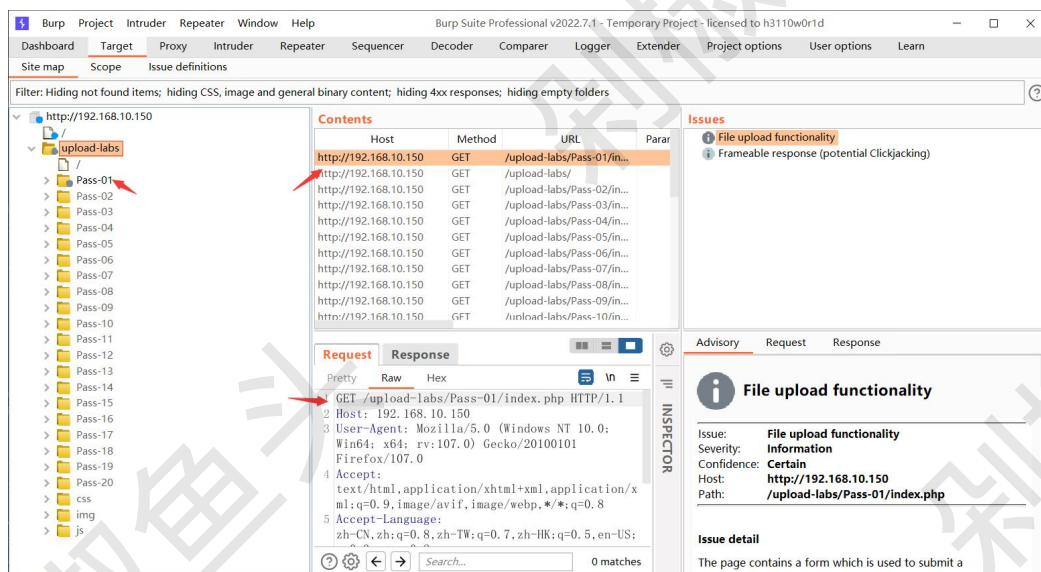 Burp Project Intruder Repeater Window Help Burp Suite Professional v2022.7.1 - Temporary Project - licensed to h3110w0r1d
Dashboard Target Proxy Intruder Repeater Sequencer Decoder Comparer Logger Extender Project options User options Learn
Site map Scope Issue definitions
Filter: Hiding not found items; hiding CSS, image and general binary content; hiding 4xx responses; hiding empty folders
http://192.168.10.150
/
upload-labs
/
Pass-01
Pass-02
Pass-03
Pass-04
Pass-05
Pass-06
Pass-07
Pass-08
Pass-09
Pass-10
Pass-11
Pass-12
Pass-13
Pass-14
Pass-15
Pass-16
Pass-17
Pass-18
Pass-19
Pass-20
css
img
js
Contents
Host Method URL Parar
http://192.168.10.150 GET /upload-labs/Pass-01/in...
http://192.168.10.150 GET /upload-labs/
http://192.168.10.150 GET /upload-labs/Pass-02/in...
http://192.168.10.150 GET /upload-labs/Pass-03/in...
http://192.168.10.150 GET /upload-labs/Pass-04/in...
http://192.168.10.150 GET /upload-labs/Pass-05/in...
http://192.168.10.150 GET /upload-labs/Pass-06/in...
http://192.168.10.150 GET /upload-labs/Pass-07/in...
http://192.168.10.150 GET /upload-labs/Pass-08/in...
http://192.168.10.150 GET /upload-labs/Pass-09/in...
http://192.168.10.150 GET /upload-labs/Pass-10/in...
Request Response
Pretty Raw Hex \n
1 GET /upload-labs/Pass-01/index.php HTTP/1.1
2 Host: 192.168.10.150
3 User-Agent: Mozilla/5.0 (Windows NT 10.0;
Win64; x64; rv:107.0) Gecko/20100101
Firefox/107.0
4 Accept:
text/html,application/xhtml+xml,application/x
ml;q=0.9,image/avif,image/webp,*/*;q=0.8
5 Accept-Language:
zh-CN,zh;q=0.8,zh-TW;q=0.7,zh-HK;q=0.5,en-US;
Search... 0 matches
INSPECTOR
Issues
File upload functionality
Frameable response (potential Clickjacking)
Advisory Request Response
File upload functionality
Issue: File upload functionality
Severity: Information
Confidence: Certain
Host: http://192.168.10.150
Path: /upload-labs/Pass-01/index.php
Issue detail
The page contains a form which is used to submit a